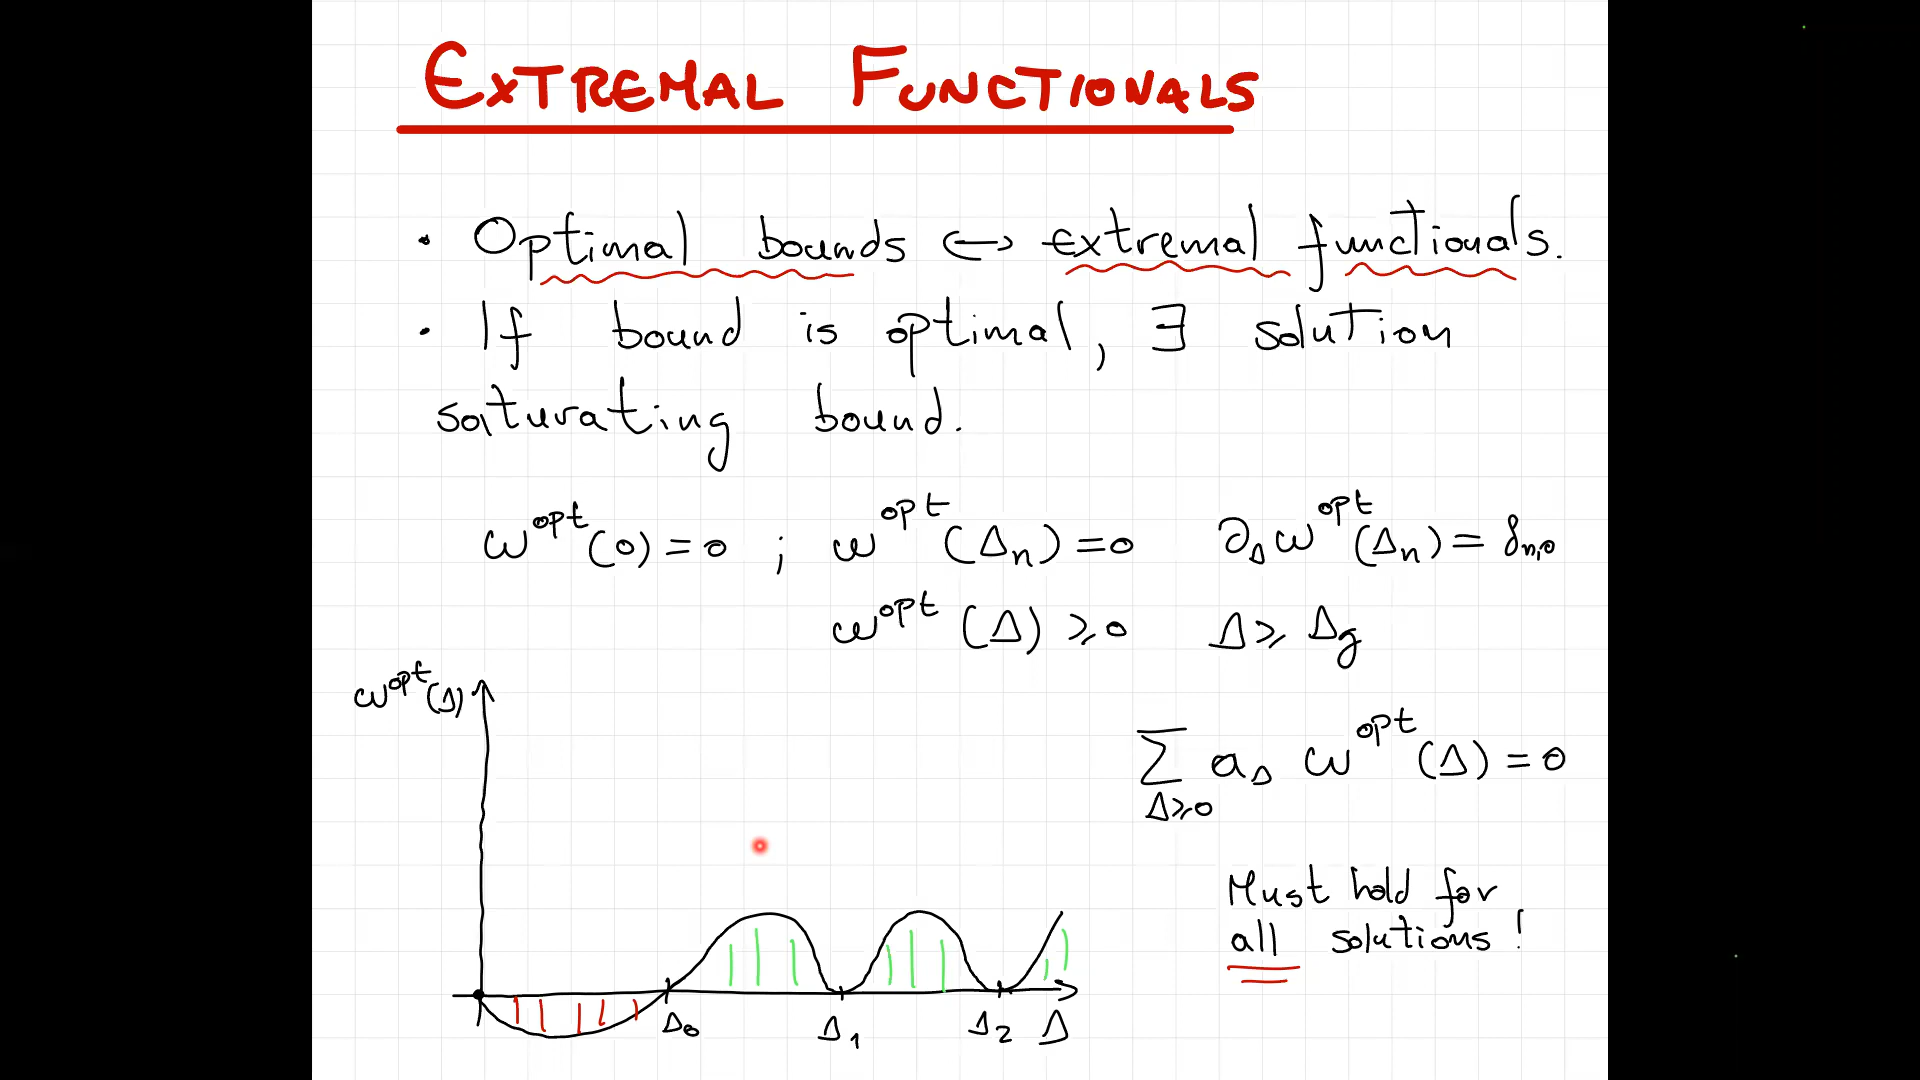 EXTREMAL FUNCTIONALS
• Optimal bounds ↔ extremal functionals.
• If bound is optimal, ∃ solution
saturating bound.
ω^opt(0) = 0 ; ω^opt(Δ_n) = 0 ∂_Δ ω^opt(Δ_n) = δ_n,0
ω^opt(Δ) ⩾ 0 Δ ⩾ Δ_g
ω^opt(Δ)
∑_{Δ⩾0} a_Δ ω^opt(Δ) = 0
Must hold for
all solutions !
Δ_0 Δ_1 Δ_2 Δ